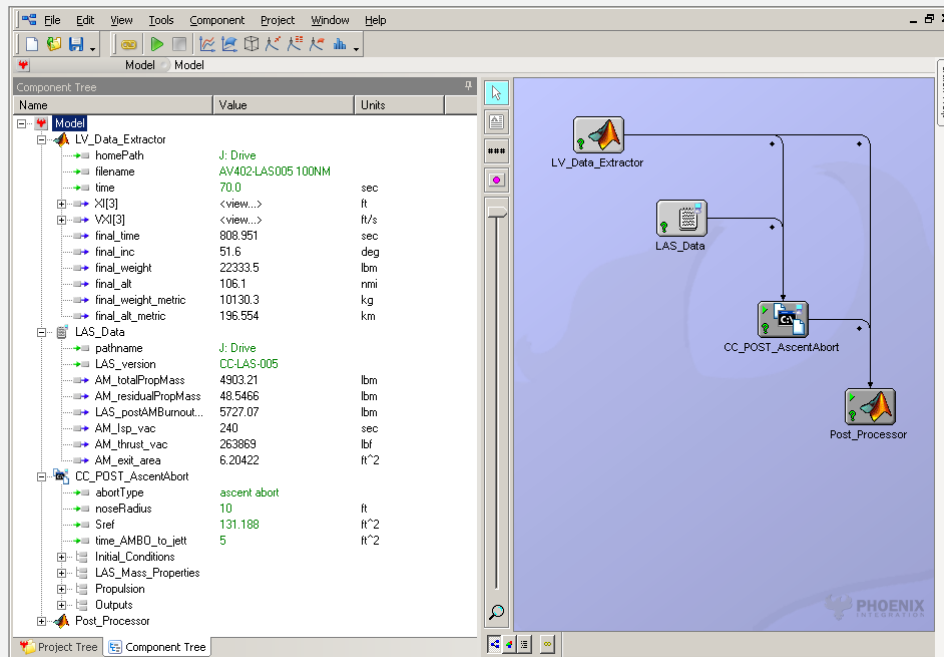 File Edit View Tools Component Project Window Help
Model Model
Component Tree
Name Value Units
Model
LV_Data_Extractor
homePath J: Drive
filename AV402-LAS005 100NM
time 70.0 sec
XI[3] <view...> ft
VXI[3] <view...> ft/s
final_time 808.951 sec
final_inc 51.6 deg
final_weight 22333.5 lbm
final_alt 106.1 nmi
final_weight_metric 10130.3 kg
final_alt_metric 196.554 km
LAS_Data
pathname J: Drive
LAS_version CC-LAS-005
AM_totalPropMass 4903.21 lbm
AM_residualPropMass 48.5466 lbm
LAS_postAMBurnout... 5727.07 lbm
AM_Isp_vac 240 sec
AM_thrust_vac 263869 lbf
AM_exit_area 6.20422 ft^2
CC_POST_AscentAbort
abortType ascent abort
noseRadius 10 ft
Sref 131.188 ft^2
time_AMBO_to_jett 5 ft^2
Initial_Conditions
LAS_Mass_Properties
Propulsion
Outputs
Post_Processor
Project Tree Component Tree
LV_Data_Extractor
LAS_Data
C:\
CC_POST_AscentAbort
Post_Processor
PHOENIX
INTEGRATION